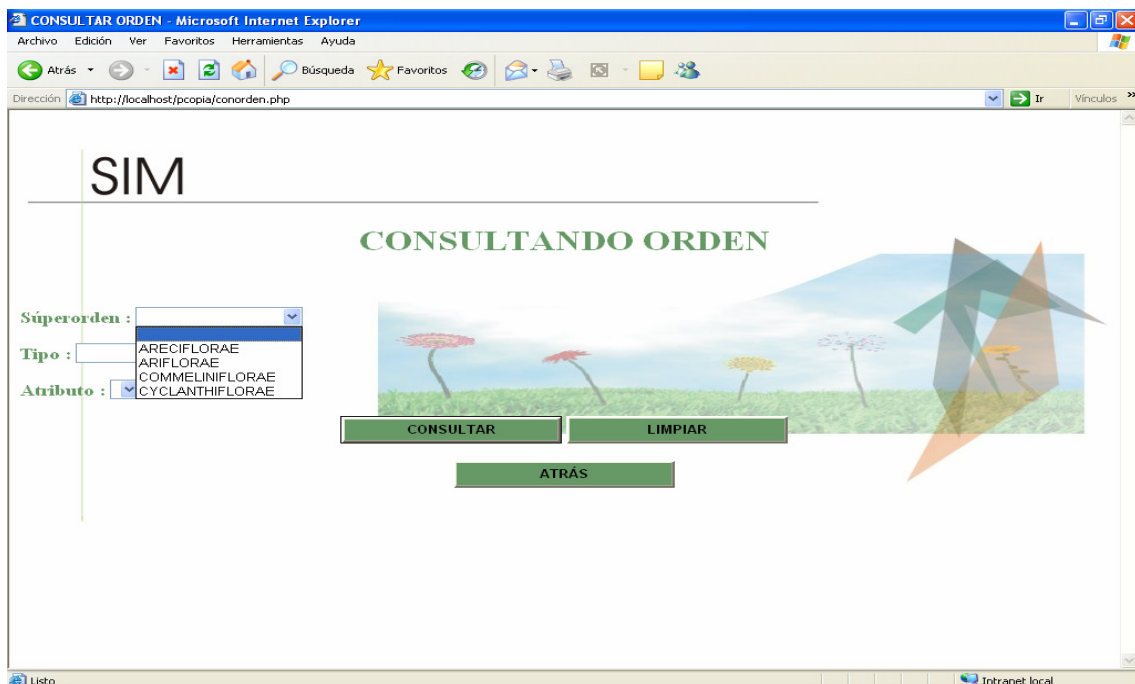 CONSULTAR ORDEN - Microsoft Internet Explorer
Archivo Edición Ver Favoritos Herramientas Ayuda
Atrás Búsqueda Favoritos
Dirección http://localhost/pcopia/conorden.php Ir Vínculos »
SIM
CONSULTANDO ORDEN
Súperorden :
Tipo :
ARECIFLORAE
ARIFLORAE
COMMELINIFLORAE
Atributo : CYCLANTHIFLORAE
CONSULTAR LIMPIAR
ATRÁS
Listo Intranet local